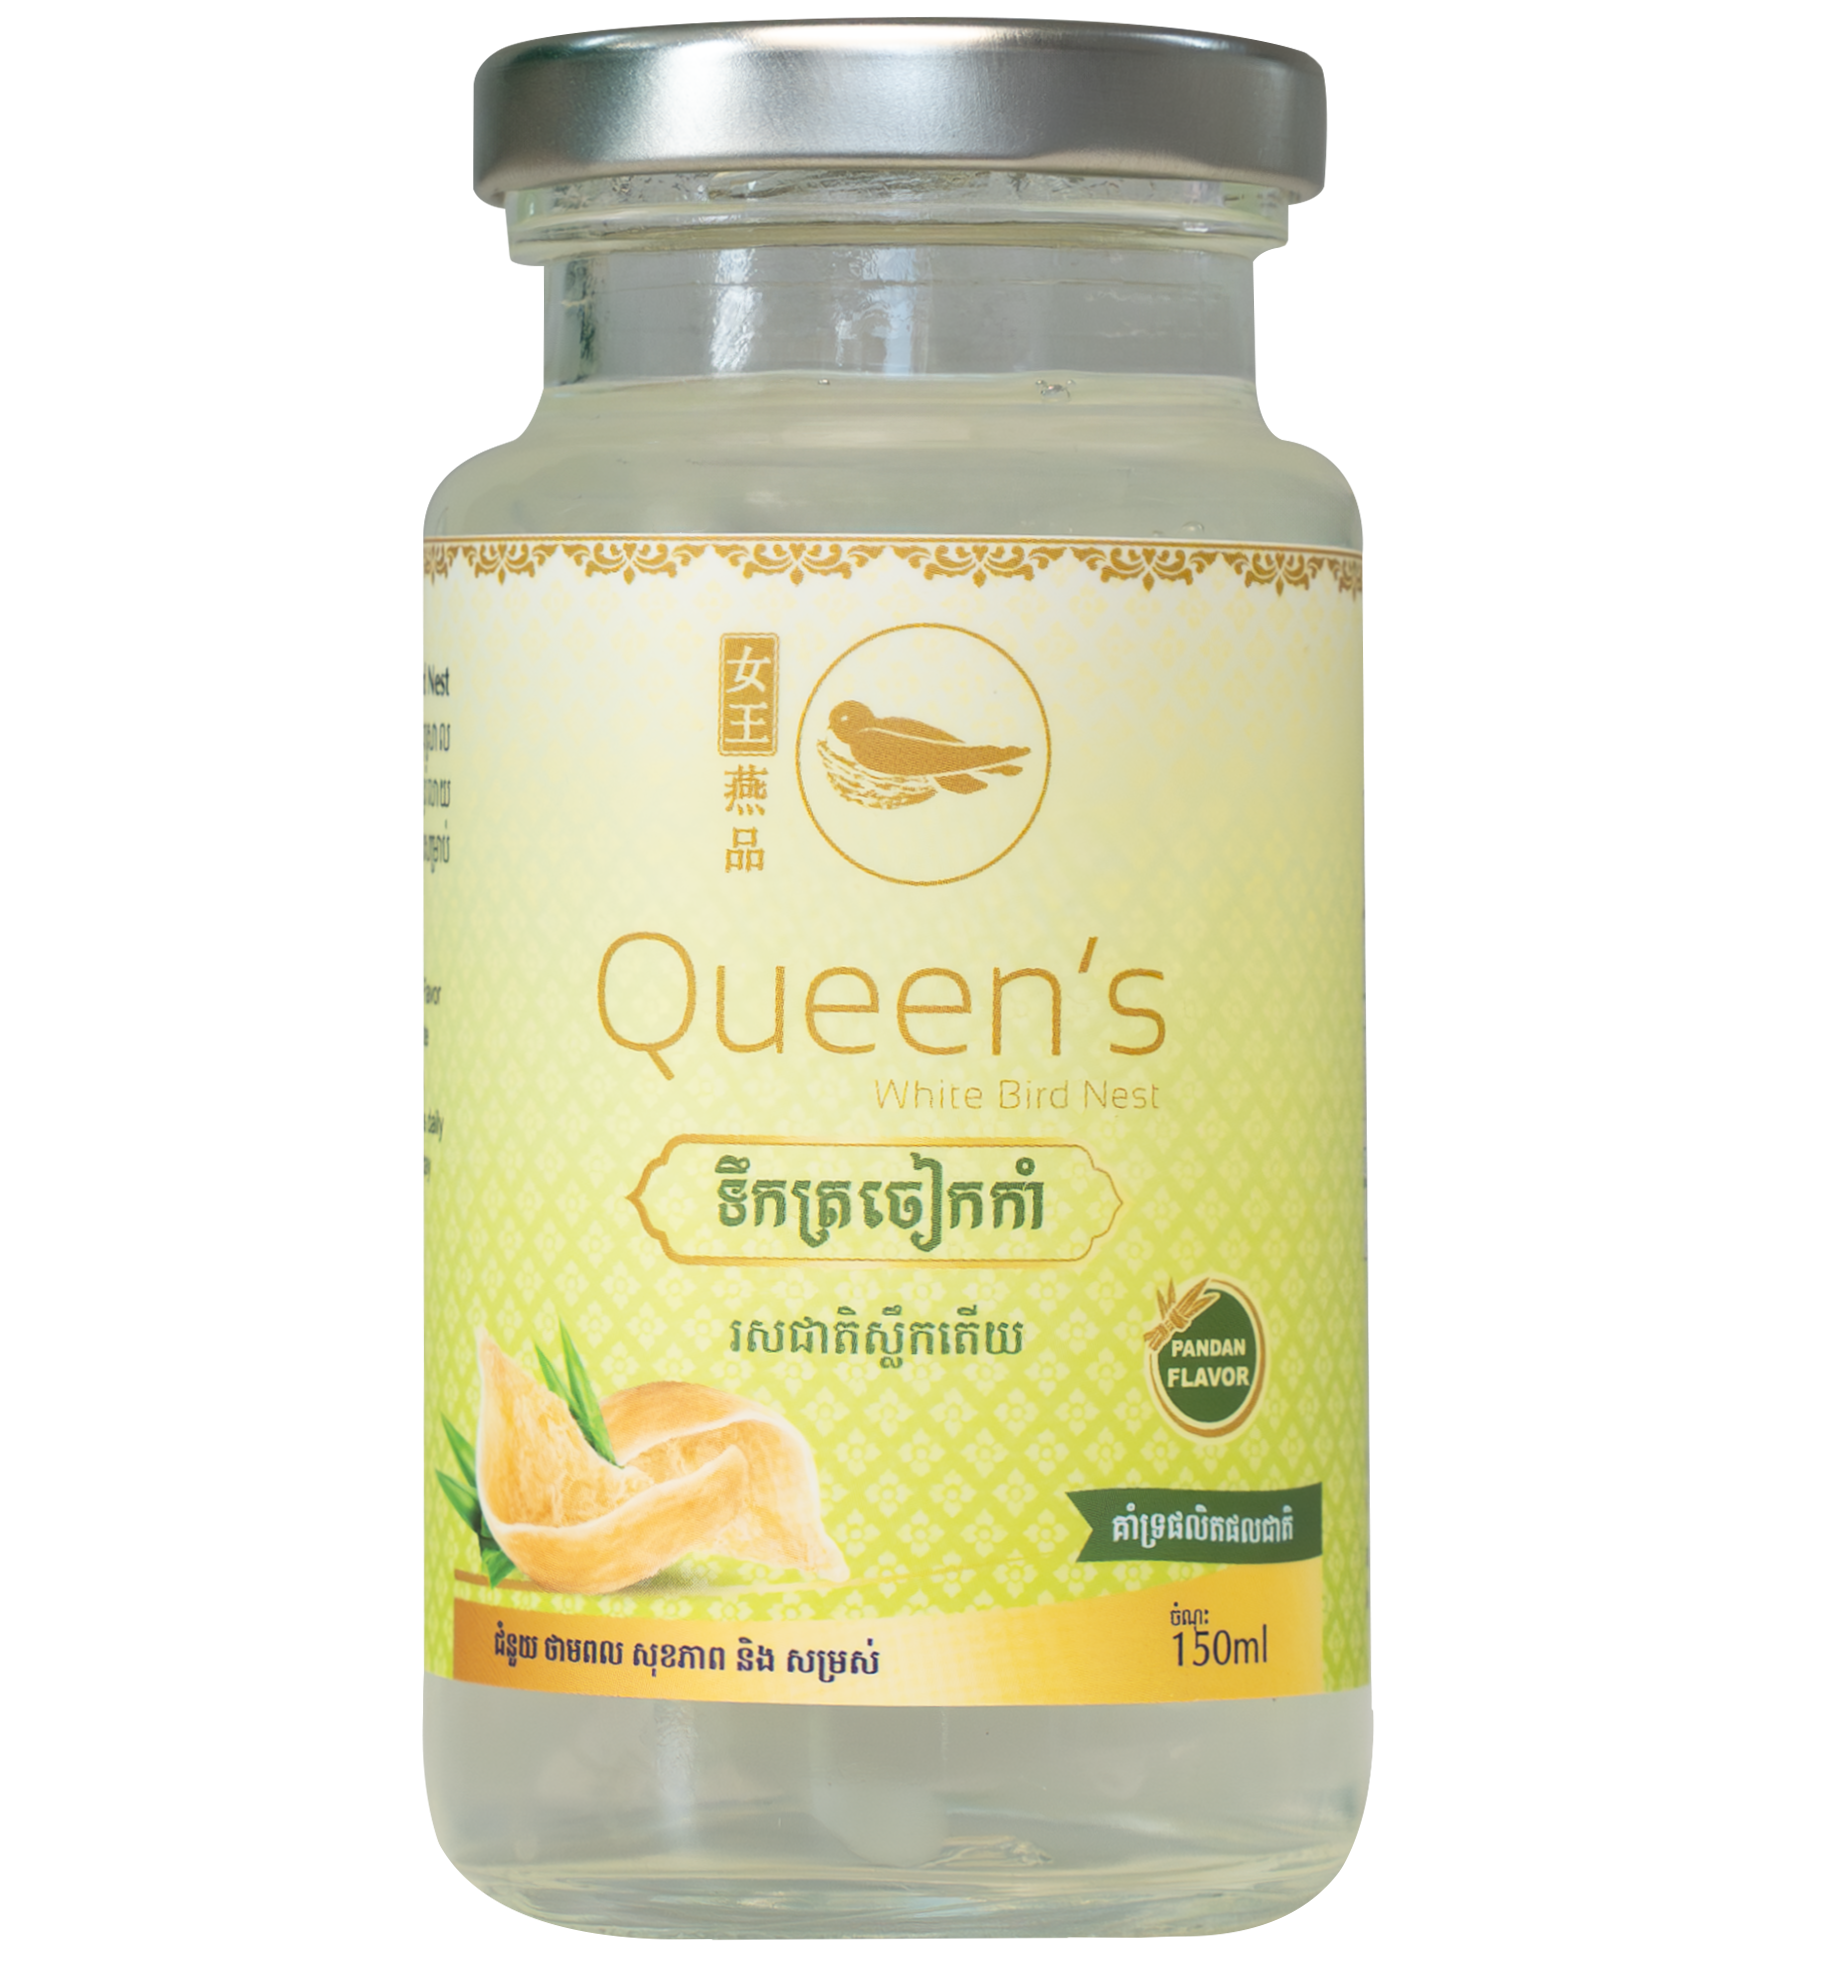 女王燕品
Queen's
White Bird Nest
ទឹកត្រចៀកកាំ
រសជាតិស្លឹកតើយ
PANDAN
FLAVOR
គាំទ្រផលិតផលជាតិ
ជំនួយ ថាមពល សុខភាព និង សម្រស់
ចំណុះ
150ml
Nest